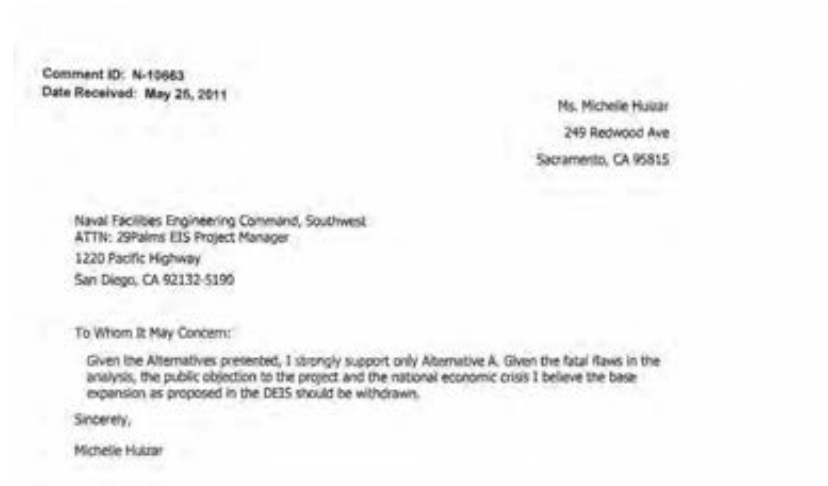 Comment ID: N-10663
Date Received: May 25, 2011
Ms. Michelle Huizar
249 Redwood Ave
Sacramento, CA 95815
Naval Facilities Engineering Command, Southwest
ATTN: 29Palms EIS Project Manager
1220 Pacific Highway
San Diego, CA 92132-5190
To Whom It May Concern:
Given the Alternatives presented, I strongly support only Alternative A. Given the fatal flaws in the
analysis, the public objection to the project and the national economic crisis I believe the base
expansion as proposed in the DEIS should be withdrawn.
Sincerely,
Michelle Huizar